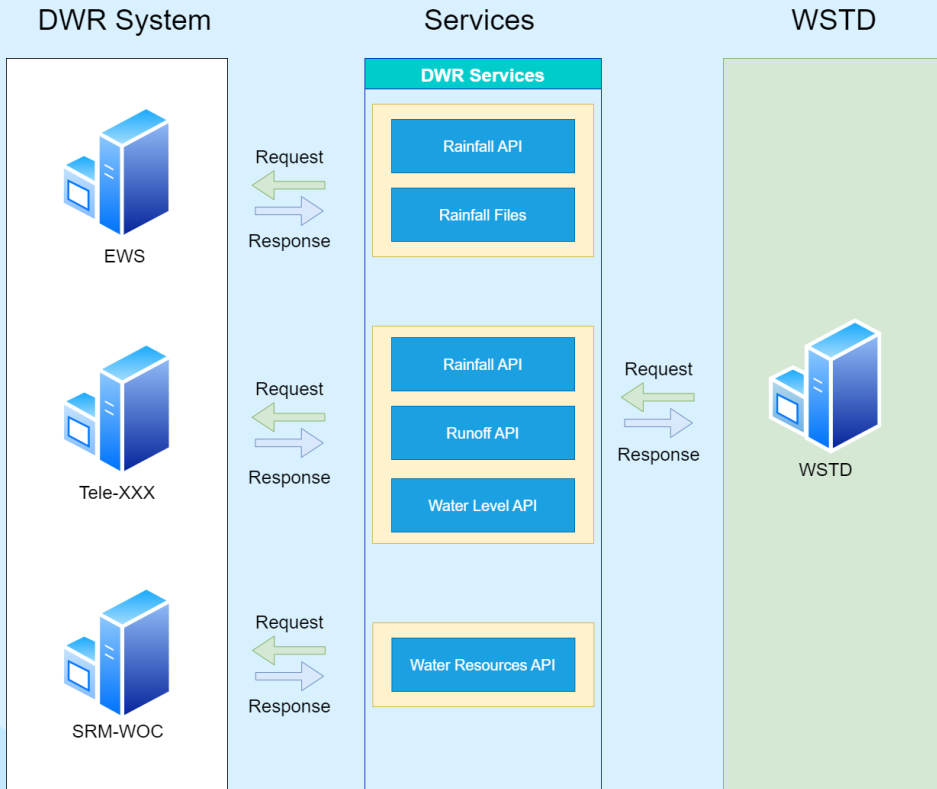 DWR System
Services
WSTD
DWR Services
Rainfall API
Rainfall Files
Request
Response
EWS
Rainfall API
Runoff API
Water Level API
Request
Response
Tele-XXX
Request
Response
WSTD
Water Resources API
Request
Response
SRM-WOC